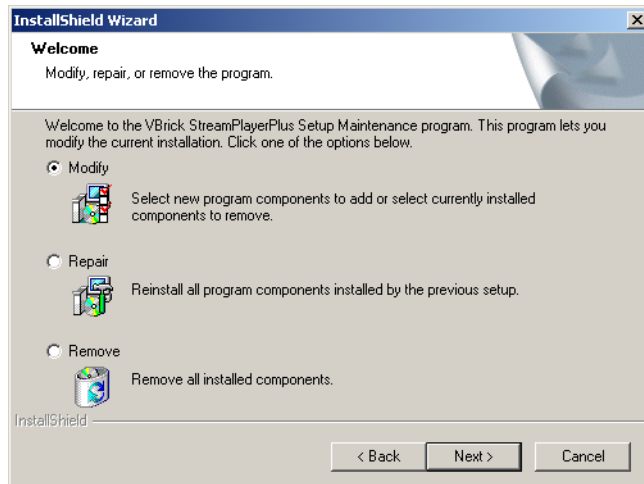 InstallShield Wizard
Welcome
Modify, repair, or remove the program.
Welcome to the VBrick StreamPlayerPlus Setup Maintenance program. This program lets you
modify the current installation. Click one of the options below.
Modify
Select new program components to add or select currently installed
components to remove.
Repair
Reinstall all program components installed by the previous setup.
Remove
Remove all installed components.
InstallShield
< Back Next > Cancel